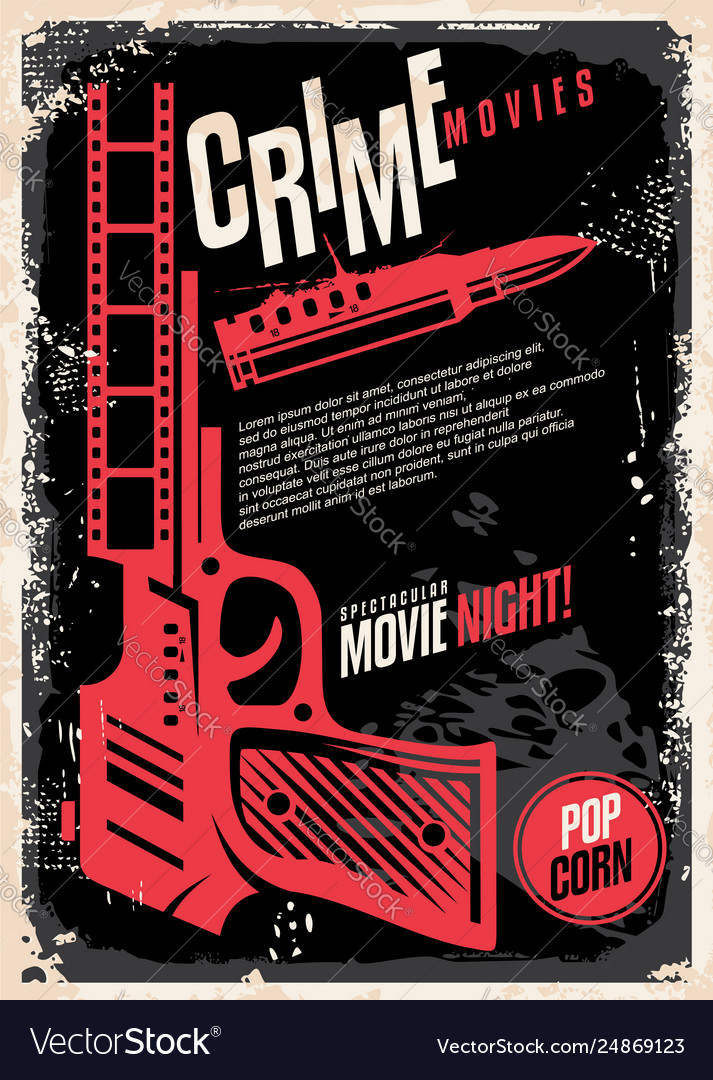 CRIME
MOVIES
18
18
Lorem ipsum dolor sit amet, consectetur adipiscing elit,
sed do eiusmod tempor incididunt ut labore et dolore
magna aliqua. Ut enim ad minim veniam,
nostrud exercitation ullamco laboris nisi ut aliquip ex ea commodo
consequat. Duis aute irure dolor in reprehenderit
in voluptate velit esse dolore eu fugiat nulla pariatur.
sint occaecat cupidatat non proident, sunt in culpa qui officia
deserunt mollit anim id est laborum.
SPECTACULAR
MOVIE NIGHT!
18
18
POP
CORN
VectorStock®
VectorStock.com/24869123